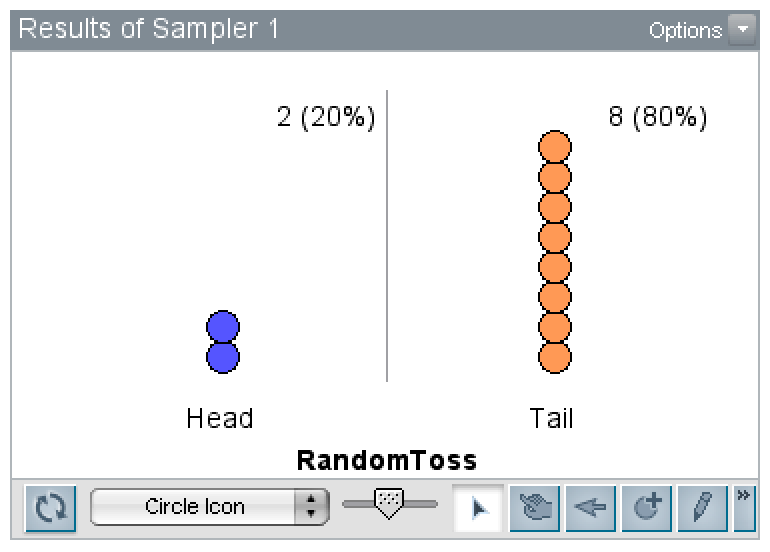 Results of Sampler 1
Options
2 (20%)
8 (80%)
Head
Tail
RandomToss
Circle Icon
»